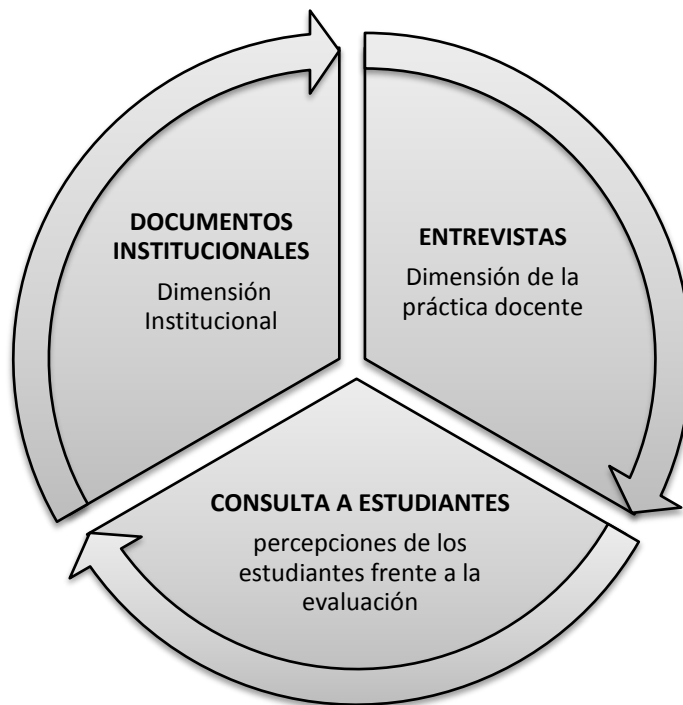 DOCUMENTOS
INSTITUCIONALES
Dimensión
Institucional
ENTREVISTAS
Dimensión de la
práctica docente
CONSULTA A ESTUDIANTES
percepciones de los
estudiantes frente a la
evaluación